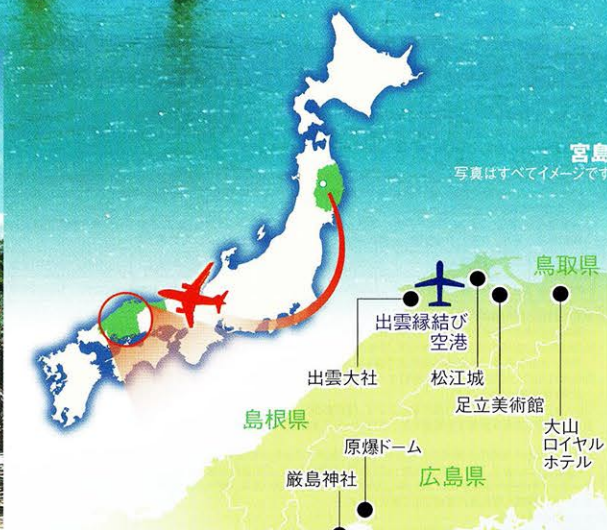 宮島
写真はすべてイメージです
鳥取県
出雲縁結び
空港
出雲大社
松江城
足立美術館
大山
ロイヤル
ホテル
島根県
原爆ドーム
厳島神社
広島県